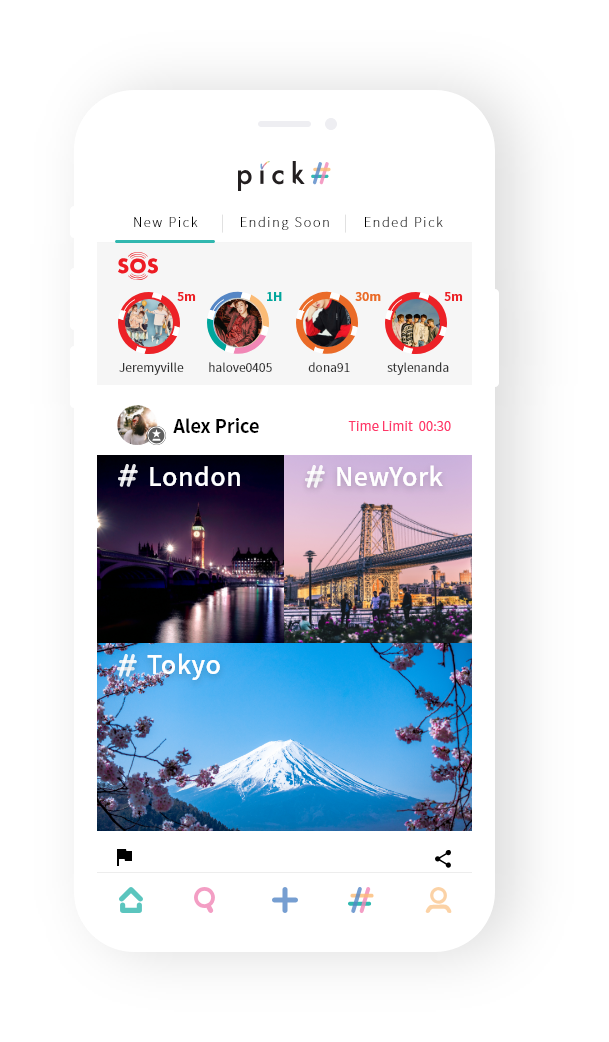 pick#
New Pick Ending Soon Ended Pick
SOS
5m 1H 30m 5m
Jeremyville halove0405 dona91 stylenanda
Alex Price Time Limit 00:30
# London # NewYork
# Tokyo